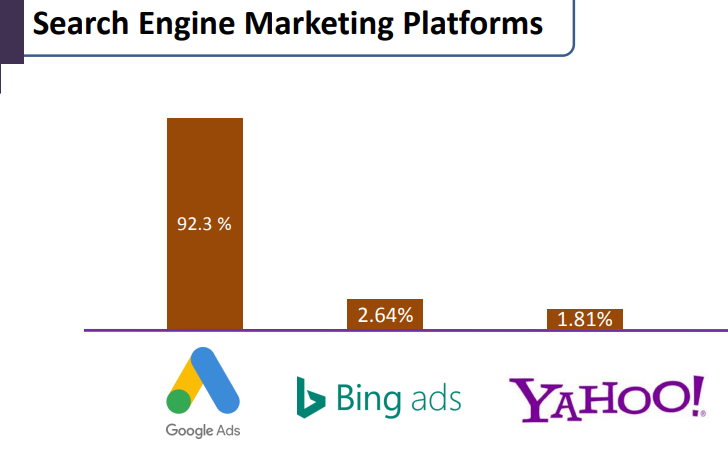 Search Engine Marketing Platforms
92.3 %
2.64%
1.81%
Google Ads
Bing ads
YAHOO!®